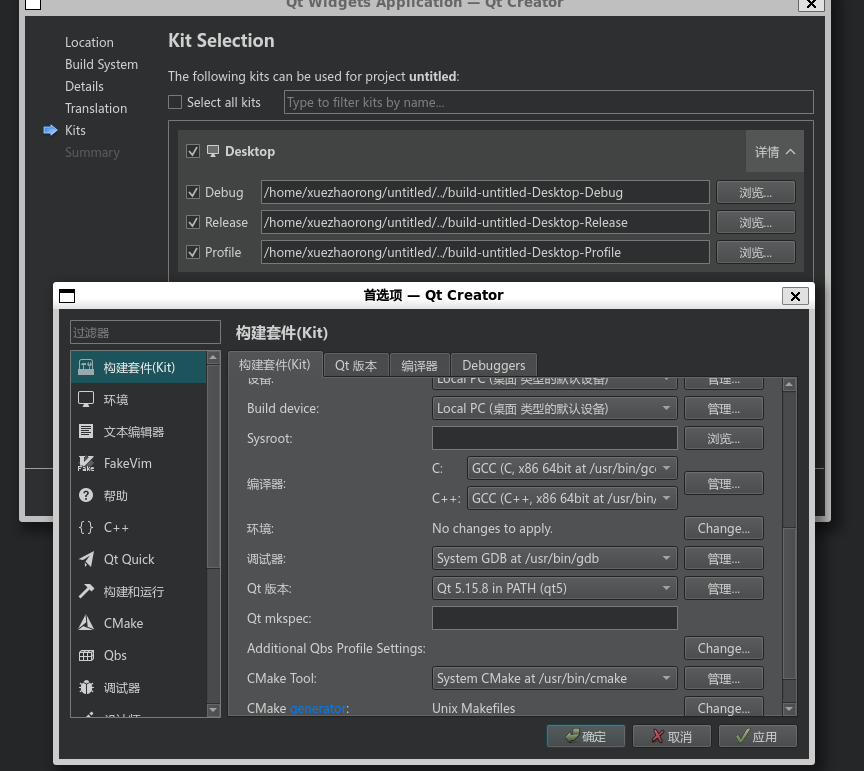 Qt Widgets Application — Qt Creator
Location
Build System
Details
Translation
Kits
Summary
Kit Selection
The following kits can be used for project untitled:
Select all kits
Type to filter kits by name...
Desktop
详情
Debug /home/xuezhaorong/untitled/../build-untitled-Desktop-Debug 浏览...
Release /home/xuezhaorong/untitled/../build-untitled-Desktop-Release 浏览...
Profile /home/xuezhaorong/untitled/../build-untitled-Desktop-Profile 浏览...
首选项 — Qt Creator
过滤器
构建套件(Kit)
环境
文本编辑器
FakeVim
帮助
C++
Qt Quick
构建和运行
CMake
Qbs
调试器
设计师
构建套件(Kit)
构建套件(Kit) Qt 版本 编译器 Debuggers
设备: Local PC (桌面 类型的默认设备) 管理...
Build device: Local PC (桌面 类型的默认设备) 管理...
Sysroot: 浏览...
编译器: 管理...
C: GCC (C, x86 64bit at /usr/bin/gc
C++: GCC (C++, x86 64bit at /usr/bin/
环境: No changes to apply. Change...
调试器: System GDB at /usr/bin/gdb 管理...
Qt 版本: Qt 5.15.8 in PATH (qt5) 管理...
Qt mkspec:
Additional Qbs Profile Settings: Change...
CMake Tool: System CMake at /usr/bin/cmake 管理...
CMake generator: Unix Makefiles Change...
确定 取消 应用